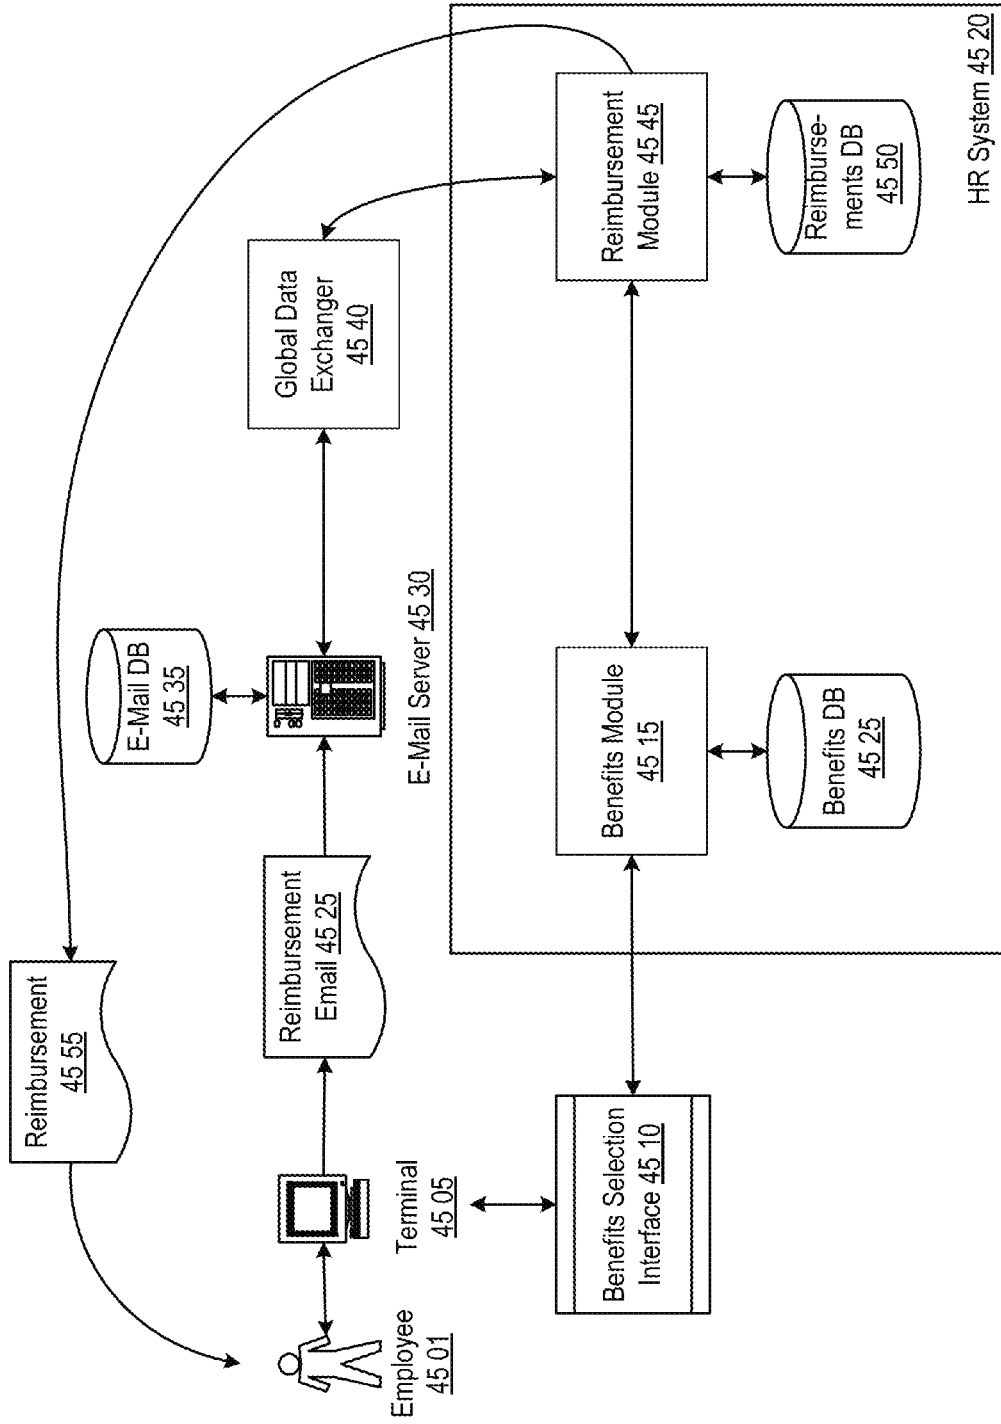 Reimbursement
45 55
E-Mail DB
45 35
Employee
45 01
Terminal
45 05
Reimbursement
Email 45 25
E-Mail Server 45 30
Global Data
Exchanger
45 40
Benefits Selection
Interface 45 10
Benefits Module
45 15
Reimbursement
Module 45 45
Benefits DB
45 25
Reimburse-
ments DB
45 50
HR System 45 20